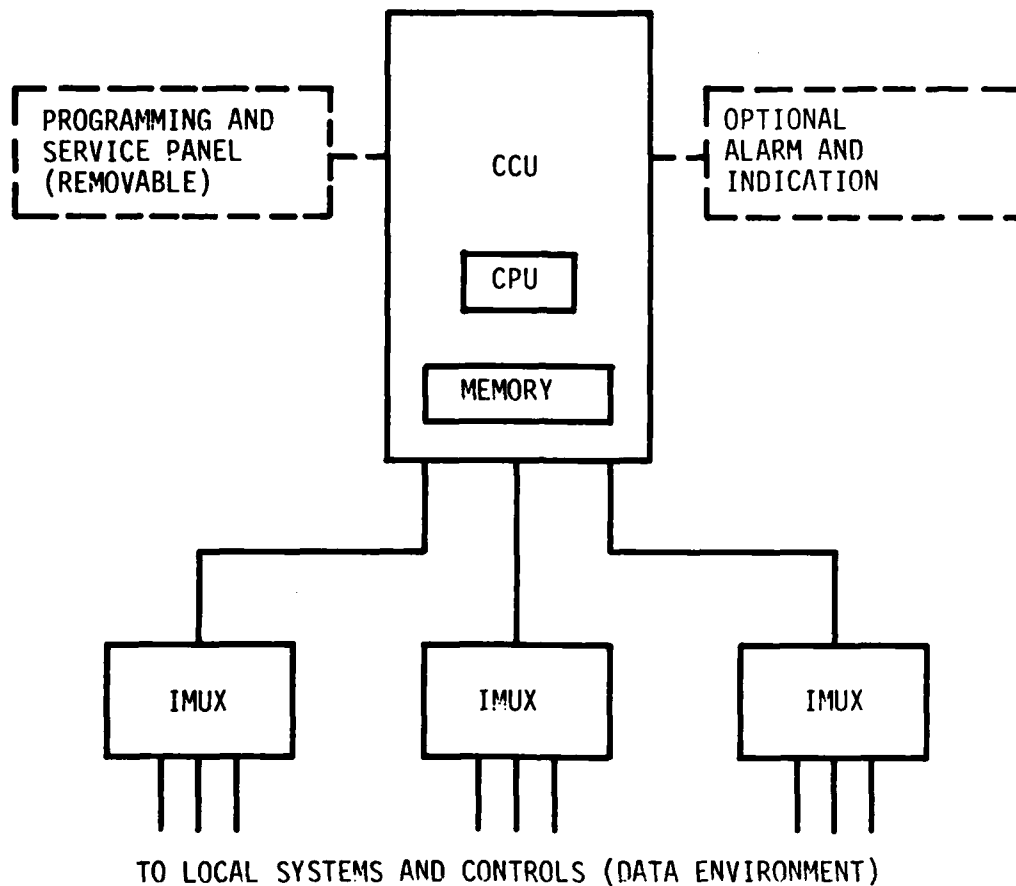 PROGRAMMING AND
SERVICE PANEL
(REMOVABLE)
CCU
OPTIONAL
ALARM AND
INDICATION
CPU
MEMORY
IMUX
IMUX
IMUX
TO LOCAL SYSTEMS AND CONTROLS (DATA ENVIRONMENT)